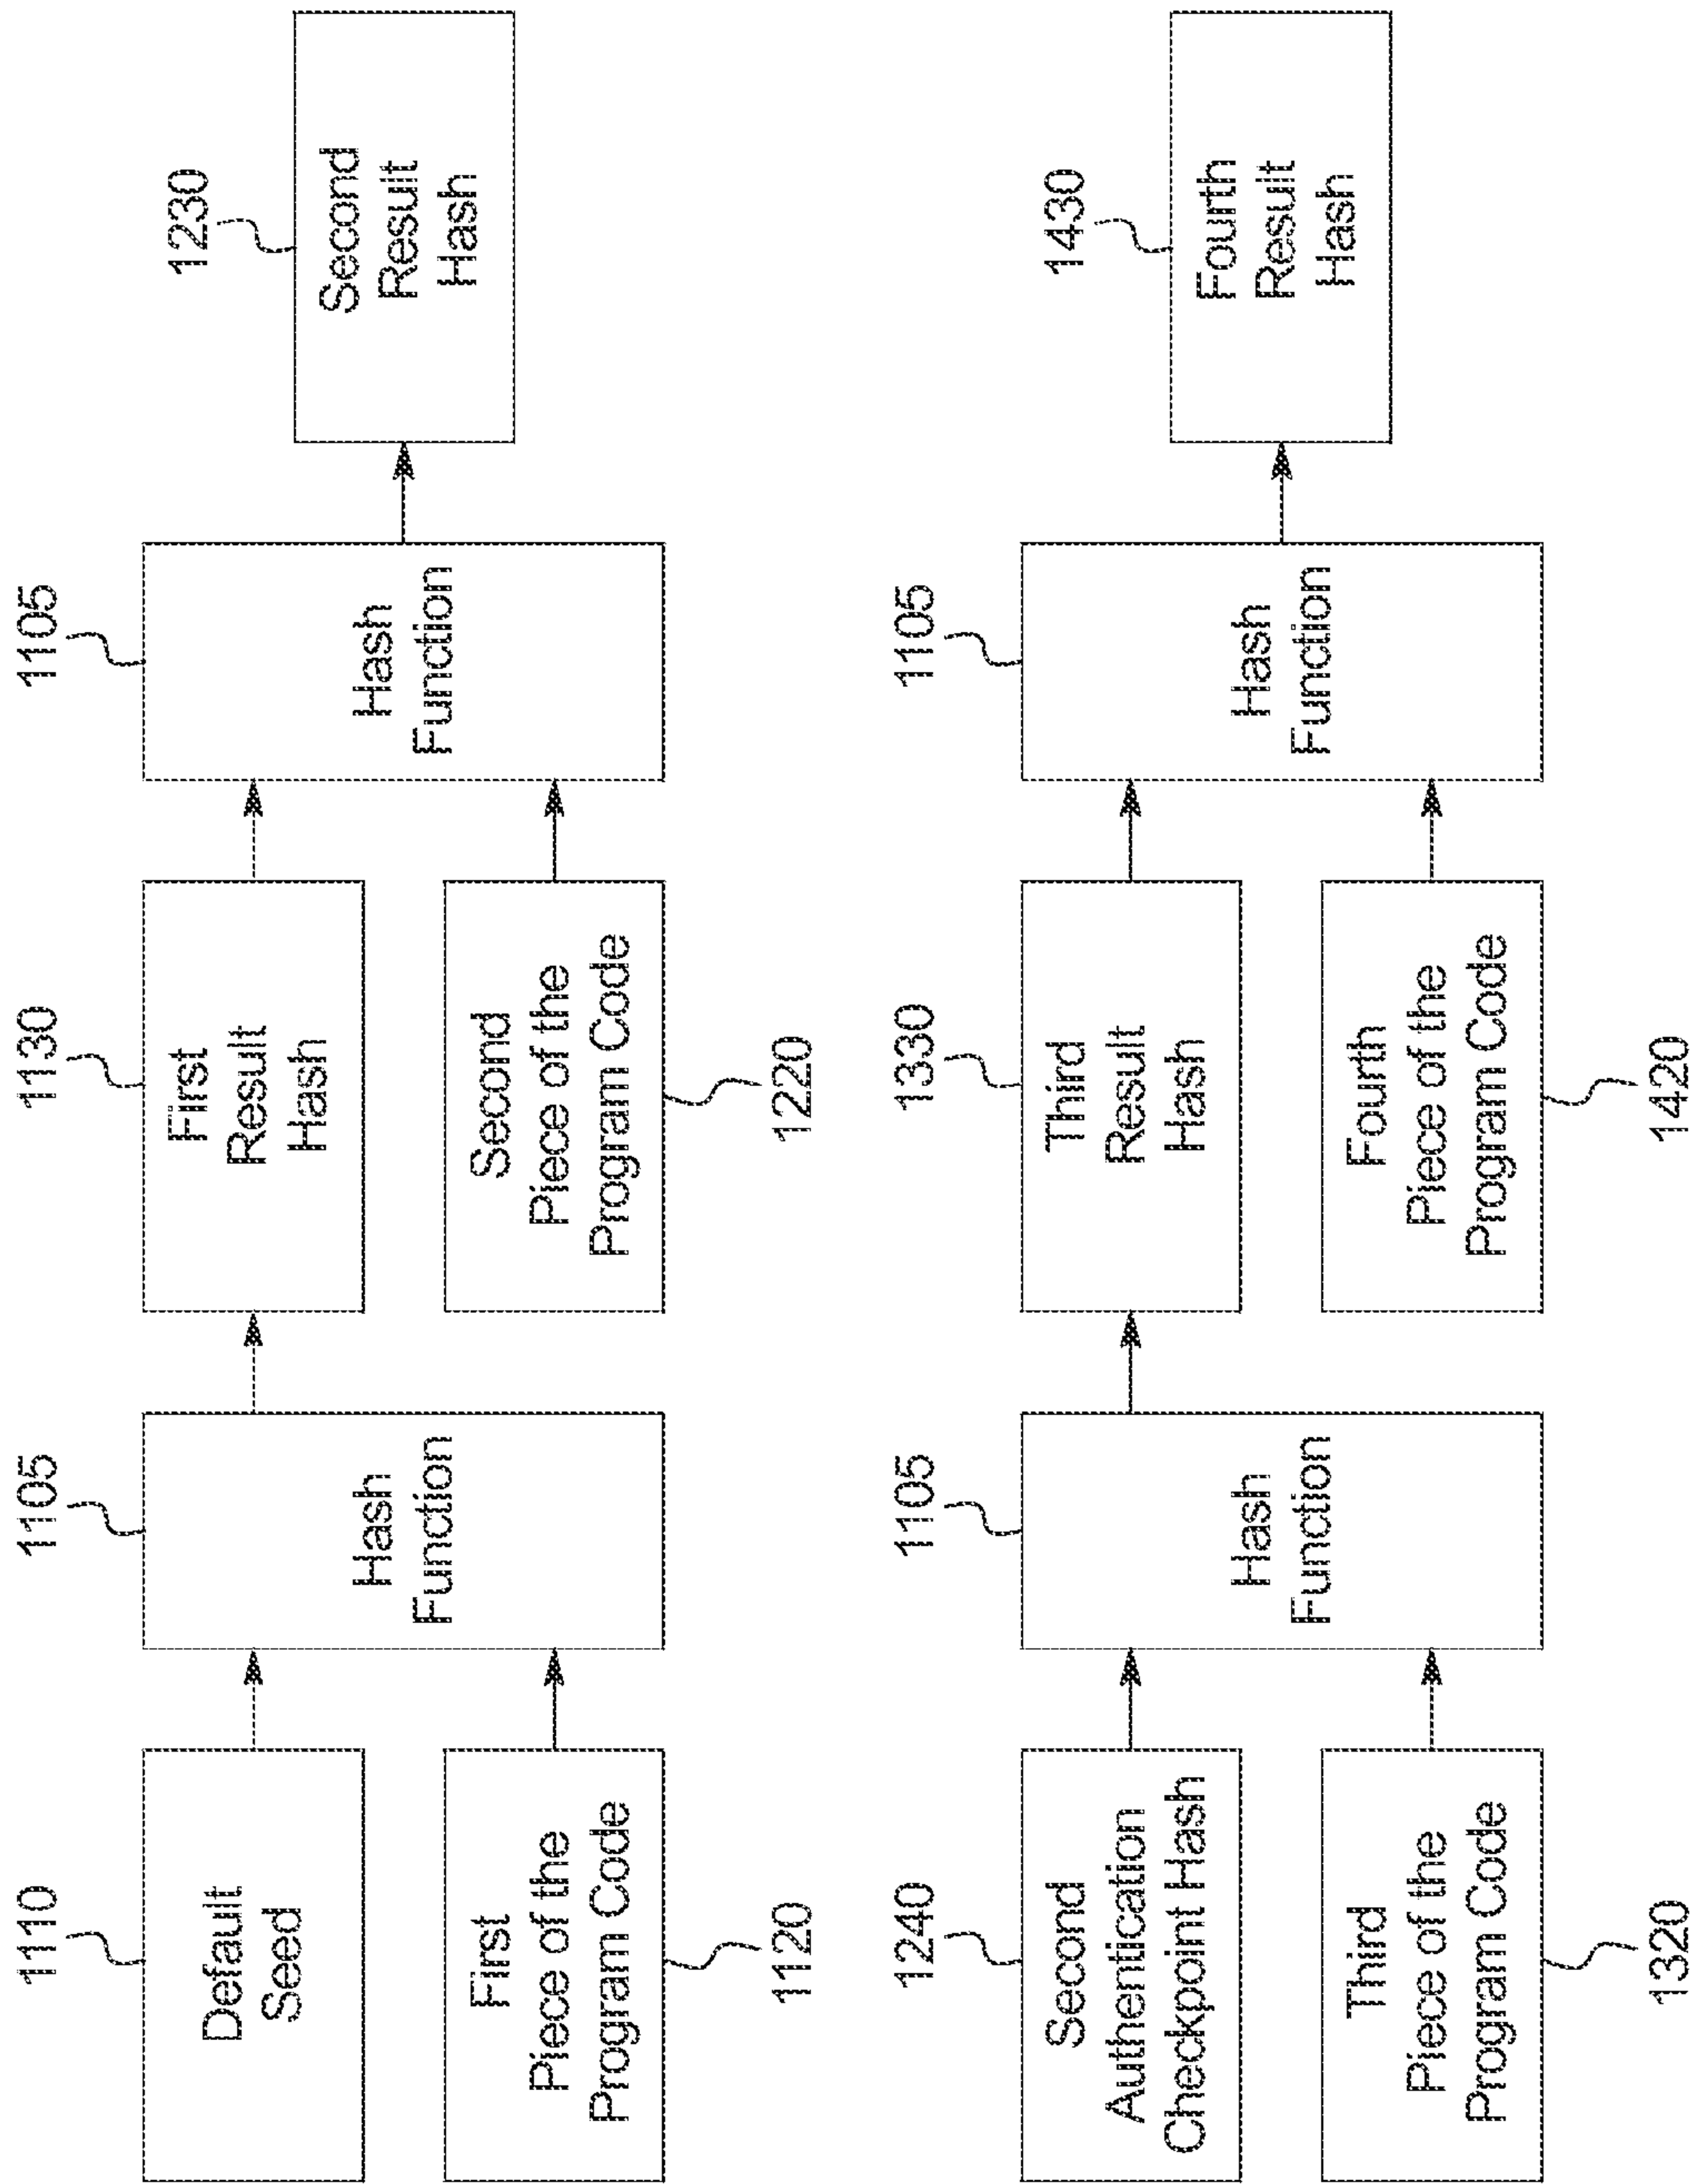 1110
Default
Seed
First
Piece of the
Program Code
1120
1105
Hash
Function
1130
First
Result
Hash
Second
Piece of the
Program Code
1220
1105
Hash
Function
1230
Second
Result
Hash
1240
Second
Authentication
Checkpoint Hash
Third
Piece of the
Program Code
1320
1105
Hash
Function
1330
Third
Result
Hash
Fourth
Piece of the
Program Code
1420
1105
Hash
Function
1430
Fourth
Result
Hash